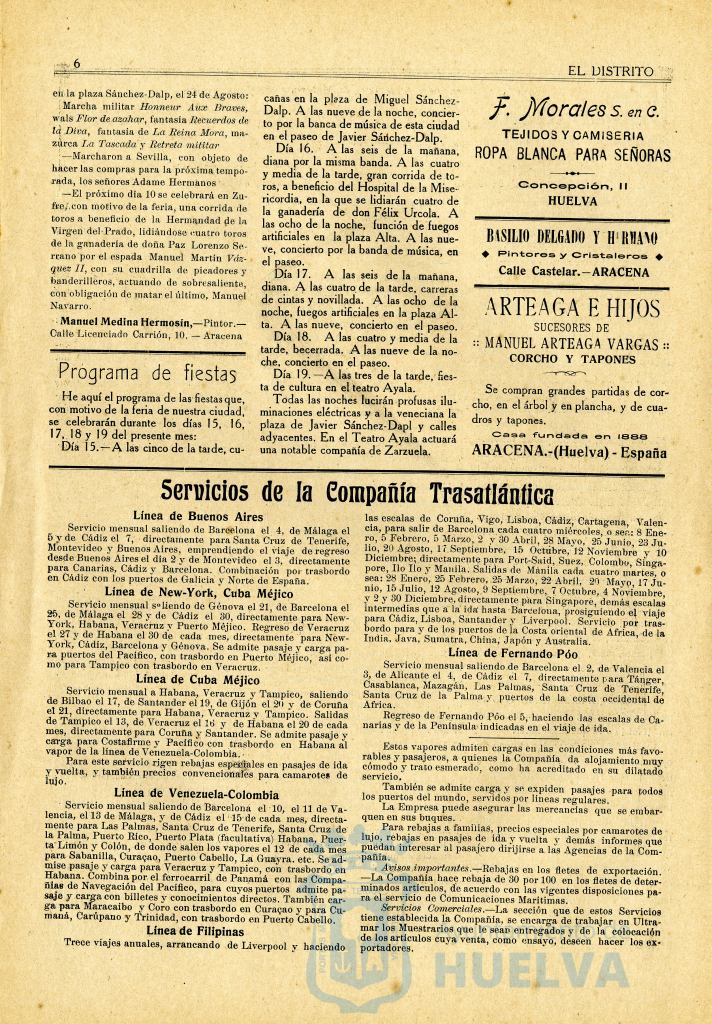 6
EL DISTRITO
en la plaza Sánchez-Dalp, el 24 de Agosto:
Marcha militar Honneur Aux Braves,
wals Flor de azahar, fantasia Recuerdos de
la Diva, fantasia de La Reina Mora, ma-
zurca La Tascada y Retreta militar
—Marcharon a Sevilla, con objeto de
hacer las compras para la próxima tempo-
rada, los señores Adame Hermanos
—El próximo dia 10 se celebrará en Zu-
fre, con motivo de la feria, una corrida de
toros a beneficio de la Hermandad de la
Virgen del Prado, lidiándose cuatro toros
de la ganadería de doña Paz Lorenzo Se-
rrano por el espada Manuel Martín Váz-
quez II, con su cuadrilla de picadores y
banderilleros, actuando de sobresaliente,
con obligación de matar el último, Manuel
Navarro.
Manuel Medina Hermosín,—Pintor.—
Calle Licenciado Carrión, 10. — Aracena
Programa de fiestas
He aquí el programa de las fiestas que,
con motivo de la feria de nuestra ciudad,
se celebrarán durante los días 15, 16,
17, 18 y 19 del presente mes:
Día 15.—A las cinco de la tarde, cu-
cañas en la plaza de Miguel Sánchez-
Dalp. A las nueve de la noche, concier-
to por la banca de música de esta ciudad
en el paseo de Javier Sánchez-Dalp.
Día 16. A las seis de la mañana,
diana por la misma banda. A las cuatro
y media de la tarde, gran corrida de to-
ros, a beneficio del Hospital de la Mise-
ricordia, en la que se lidiarán cuatro de
la ganadería de don Félix Urcola. A
las ocho de la noche, función de fuegos
artificiales en la plaza Alta. A las nue-
ve, concierto por la banda de música, en
el paseo.
Día 17. A las seis de la mañana,
diana. A las cuatro de la tarde, carreras
de cintas y novillada. A las ocho de la
noche, fuegos artificiales en la plaza Al-
ta. A las nueve, concierto en el paseo.
Día 18. A las cuatro y media de la
tarde, becerrada. A las nueve de la no-
che, concierto en el paseo.
Día 19.—A las tres de la tarde, fies-
ta de cultura en el teatro Ayala.
Todas las noches lucirán profusas ilu-
minaciones eléctricas y a la veneciana la
plaza de Javier Sánchez-Dapl y calles
adyacentes. En el Teatro Ayala actuará
una notable compañía de Zarzuela.
F. Morales S. en C.
TEJIDOS Y CAMISERIA
ROPA BLANCA PARA SEÑORAS
Concepción, 11
HUELVA
BASILIO DELGADO Y HERMANO
Pintores y Cristaleros
Calle Castelar.—ARACENA
ARTEAGA E HIJOS
SUCESORES DE
:: MANUEL ARTEAGA VARGAS ::
CORCHO Y TAPONES
Se compran grandes partidas de cor-
cho, en el árbol y en plancha, y de cua-
dros y tapones.
Casa fundada en 1888
ARACENA.-(Huelva) - España
Servicios de la Compañía Trasatlántica
Línea de Buenos Aires
Servicio mensual saliendo de Barcelona el 4, de Málaga el
5 y de Cádiz el 7, directamente para Santa Cruz de Tenerife,
Montevideo y Buenos Aires, emprendiendo el viaje de regreso
desde Buenos Aires el dia 2 y de Montevideo el 3, directamente
para Canarias, Cádiz y Barcelona. Combinación por trasbordo
en Cádiz con los puertos de Galicia y Norte de España.
Línea de New-York, Cuba Méjico
Servicio mensual saliendo de Génova el 21, de Barcelona el
25, de Málaga el 28 y de Cádiz el 30, directamente para New-
York, Habana, Veracruz y Puerto Méjico. Regreso de Veracruz
el 27 y de Habana el 30 de cada mes, directamente para New-
York, Cádiz, Barcelona y Génova. Se admite pasaje y carga pa-
ra puertos del Pacífico, con trasbordo en Puerto Méjico, así co-
mo para Tampico con trasbordo en Veracruz.
Línea de Cuba Méjico
Servicio mensual a Habana, Veracruz y Tampico, saliendo
de Bilbao el 17, de Santander el 19, de Gijón el 20 y de Coruña
el 21, directamente para Habana, Veracruz y Tampico. Salidas
de Tampico el 13, de Veracruz el 16 y de Habana el 20 de cada
mes, directamente para Coruña y Santander. Se admite pasaje y
carga para Costafirme y Pacífico con trasbordo en Habana al
vapor de la línea de Venezuela-Colombia.
Para este servicio rigen rebajas especiales en pasajes de ida
y vuelta, y también precios convencionales para camarotes de
lujo.
Línea de Venezuela-Colombia
Servicio mensual saliendo de Barcelona el 10, el 11 de Va-
lencia, el 13 de Málaga, y de Cádiz el 15 de cada mes, directa-
mente para Las Palmas, Santa Cruz de Tenerife, Santa Cruz de
la Palma, Puerto Rico, Puerto Plata (facultativa) Habana, Puer-
to Limón y Colón, de donde salen los vapores el 12 de cada mes
para Sabanilla, Curaçao, Puerto Cabello, La Guayra, etc. Se ad-
mise pasaje y carga para Veracruz y Tampico, con trasbordo en
Habana. Combina por el ferrocarril de Panamá con las Compa-
ñías de Navegación del Pacífico, para cuyos puertos admite pa-
saje y carga con billetes y conocimientos directos. También car-
ga para Maracaibo y Coro con trasbordo en Curaçao y para Cu-
maná, Carúpano y Trinidad, con trasbordo en Puerto Cabello.
Línea de Filipinas
Trece viajes anuales, arrancando de Liverpool y haciendo
las escalas de Coruña, Vigo, Lisboa, Cádiz, Cartagena, Valen-
cia, para salir de Barcelona cada cuatro miércoles, o sea: 8 Ene-
ro, 5 Febrero, 5 Marzo, 2 y 30 Abril, 28 Mayo, 25 Junio, 23 Ju-
lio, 20 Agosto, 17 Septiembre, 15 Octubre, 12 Noviembre y 10
Diciembre; directamente para Port-Said, Suez, Colombo, Singa-
pore, Ilo Ilo y Manila. Salidas de Manila cada cuatro martes, o
sea: 28 Enero, 25 Febrero, 25 Marzo, 22 Abril, 20 Mayo, 17 Ju-
nio, 15 Julio, 12 Agosto, 9 Septiembre, 7 Octubre, 4 Noviembre,
y 2 y 30 Diciembre, directamente para Singapore, demás escalas
intermedias que a la ida hasta Barcelona, prosiguiendo el viaje
para Cádiz, Lisboa, Santander y Liverpool. Servicio por tras-
bordo para y de los puertos de la Costa oriental de Africa, de la
India, Java, Sumatra, China, Japón y Australia.
Línea de Fernando Póo
Servicio mensual saliendo de Barcelona el 2, de Valencia el
3, de Alicante el 4, de Cádiz el 7, directamente para Tánger,
Casablanca, Mazagán, Las Palmas, Santa Cruz de Tenerife,
Santa Cruz de la Palma y puertos de la costa occidental de
Africa.
Regreso de Fernando Póo el 5, haciendo las escalas de Ca-
narias y de la Península indicadas en el viaje de ida.
Estos vapores admiten cargas en las condiciones más favo-
rables y pasajeros, a quienes la Compañía da alojamiento muy
cómodo y trato esmerado, como ha acreditado en su dilatado
servicio.
También se admite carga y se expiden pasajes para todos
los puertos del mundo, servidos por líneas regulares.
La Empresa puede asegurar las mercancías que se embar-
quen en sus buques.
Para rebajas a familias, precios especiales por camarotes de
lujo, rebajas en pasajes de ida y vuelta y demás informes que
puedan interesar al pasajero dirigirse a las Agencias de la Com-
pañía.
Avisos importantes.—Rebajas en los fletes de exportación.
—La Compañía hace rebaja de 30 por 100 en los fletes de deter-
minados artículos, de acuerdo con las vigentes disposiciones pa-
ra el servicio de Comunicaciones Marítimas.
Servicios Comerciales.—La sección que de estos Servicios
tiene establecida la Compañía, se encarga de trabajar en Ultra-
mar los Muestrarios que le sean entregados y de la colocación
de los artículos cuya venta, como ensayo, deseen hacer los ex-
portadores.
HUELVA